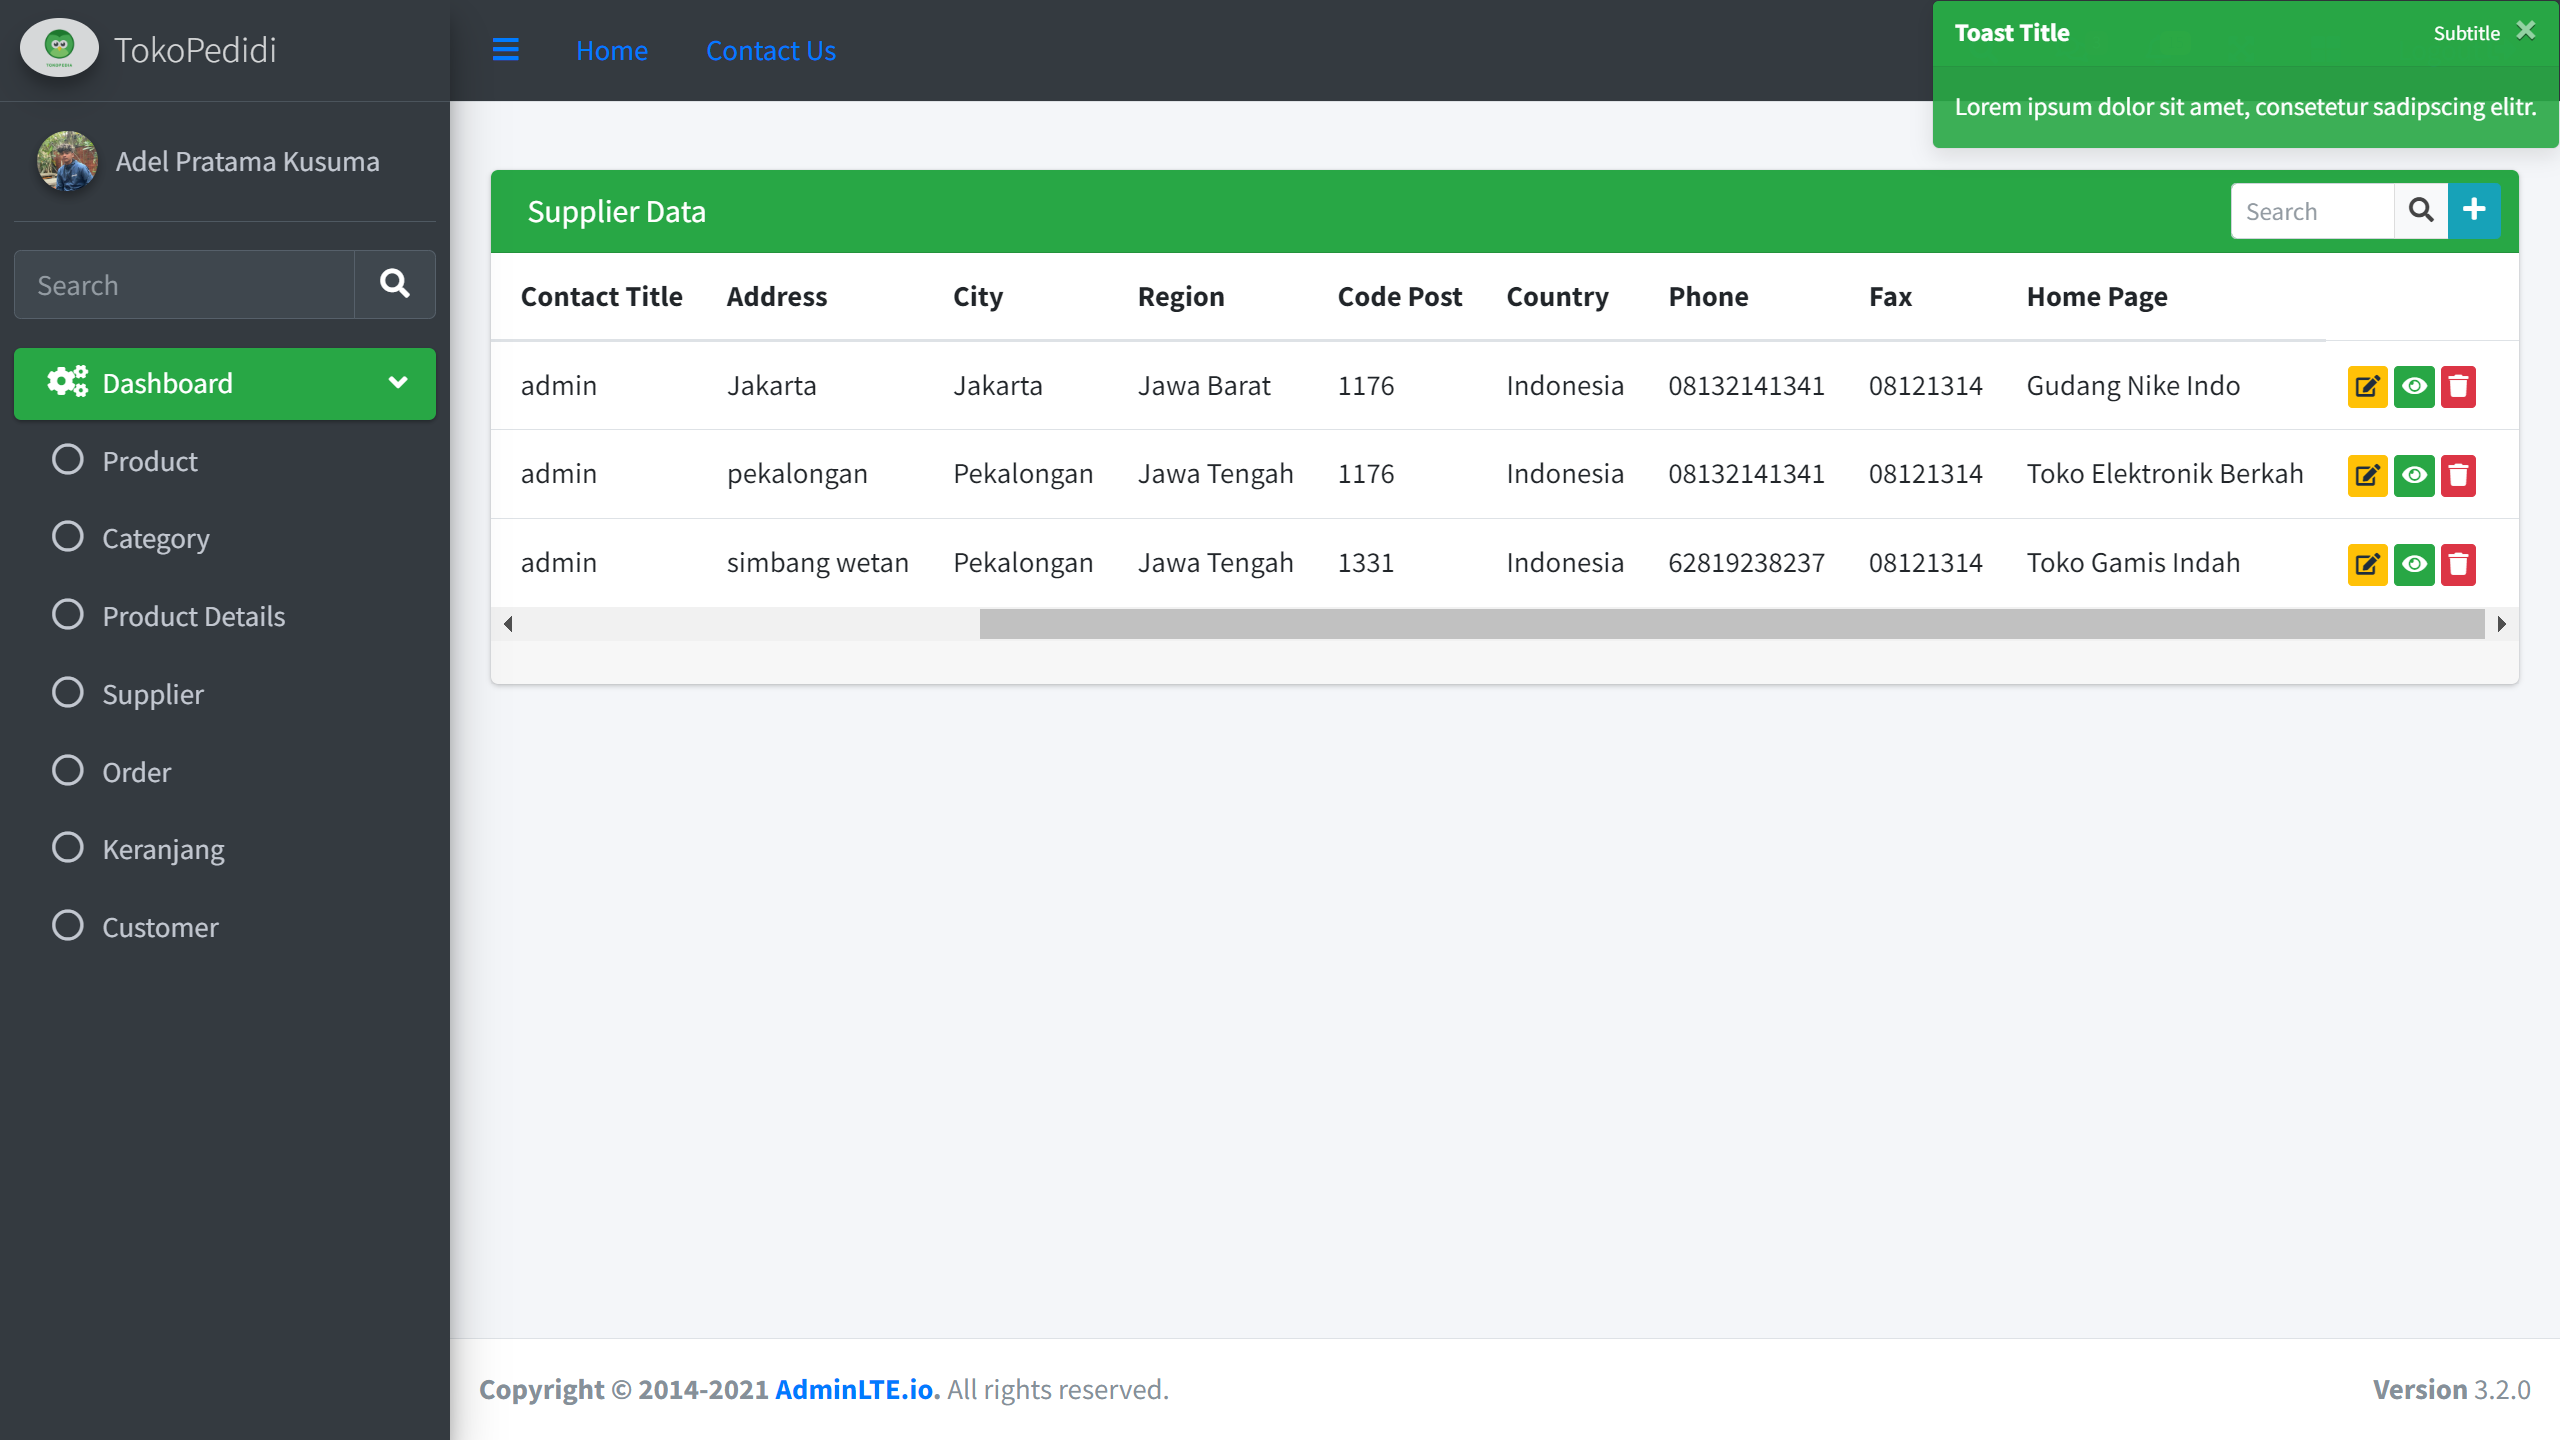 TokoPedidi
Home
Contact Us
Toast Title
Subtitle
Lorem ipsum dolor sit amet, consetetur sadipscing elitr.
Adel Pratama Kusuma
Search
Dashboard
Product
Category
Product Details
Supplier
Order
Keranjang
Customer
Supplier Data
Search
Contact Title Address City Region Code Post Country Phone Fax Home Page
admin Jakarta Jakarta Jawa Barat 1176 Indonesia 08132141341 08121314 Gudang Nike Indo
admin pekalongan Pekalongan Jawa Tengah 1176 Indonesia 08132141341 08121314 Toko Elektronik Berkah
admin simbang wetan Pekalongan Jawa Tengah 1331 Indonesia 62819238237 08121314 Toko Gamis Indah
Copyright © 2014-2021 AdminLTE.io. All rights reserved.
Version 3.2.0